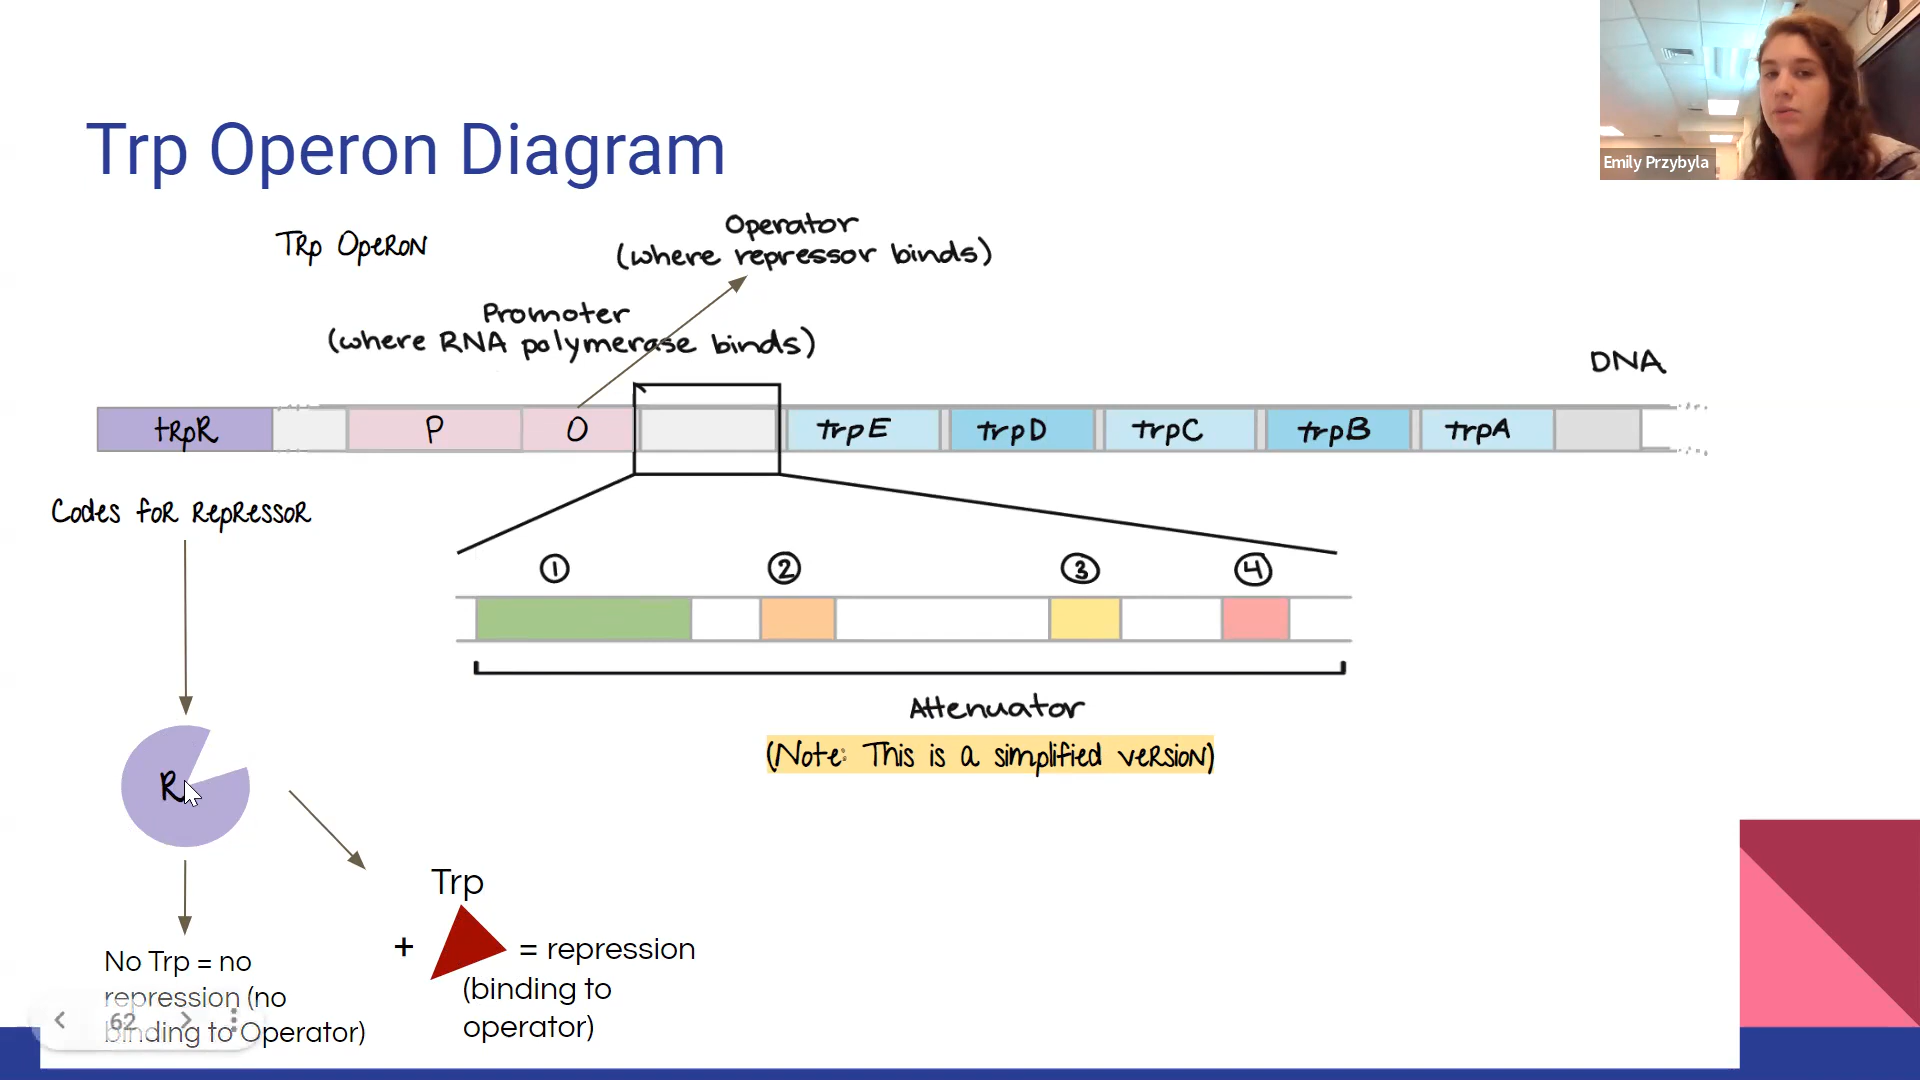 Emily Przybyla
Trp Operon Diagram
Trp Operon
Operator
(where repressor binds)
Promoter
(where RNA polymerase binds)
DNA
trpR
P
O
trpE
trpD
trpC
trpB
trpA
Codes for repressor
1
2
3
4
Attenuator
(Note: This is a simplified version)
R
Trp
+
= repression
(binding to
operator)
No Trp = no
repression (no
binding to Operator)
62